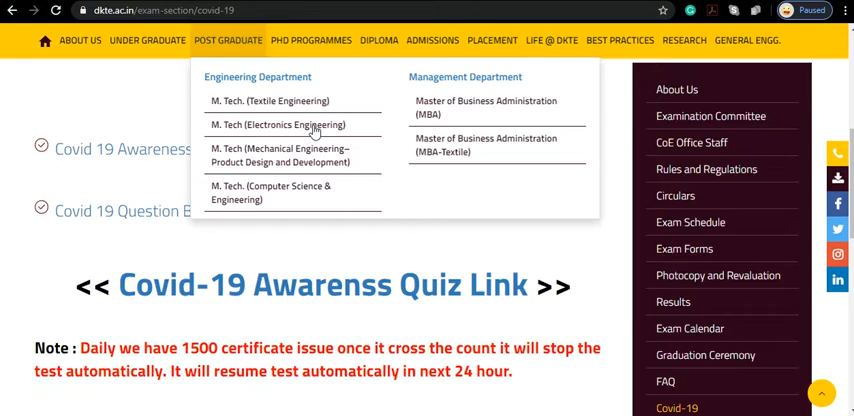 dkte.ac.in/exam-section/covid-19
Paused
ABOUT US UNDER GRADUATE POST GRADUATE PHD PROGRAMMES DIPLOMA ADMISSIONS PLACEMENT LIFE @ DKTE BEST PRACTICES RESEARCH GENERAL ENGG.
Engineering Department
M. Tech. (Textile Engineering)
M. Tech (Electronics Engineering)
M. Tech (Mechanical Engineering–
Product Design and Development)
M. Tech. (Computer Science &
Engineering)
Management Department
Master of Business Administration
(MBA)
Master of Business Administration
(MBA-Textile)
Covid 19 Awareness
Covid 19 Question B
<< Covid-19 Awarenss Quiz Link >>
Note : Daily we have 1500 certificate issue once it cross the count it will stop the
test automatically. It will resume test automatically in next 24 hour.
About Us
Examination Committee
CoE Office Staff
Rules and Regulations
Circulars
Exam Schedule
Exam Forms
Photocopy and Revaluation
Results
Exam Calendar
Graduation Ceremony
FAQ
Covid-19